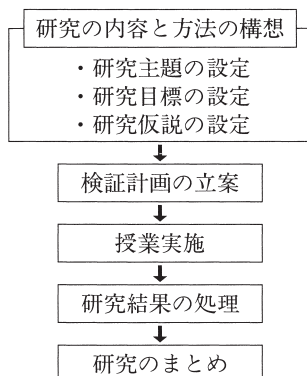 研究の内容と方法の構想
・研究主題の設定
・研究目標の設定
・研究仮説の設定
検証計画の立案
授業実施
研究結果の処理
研究のまとめ